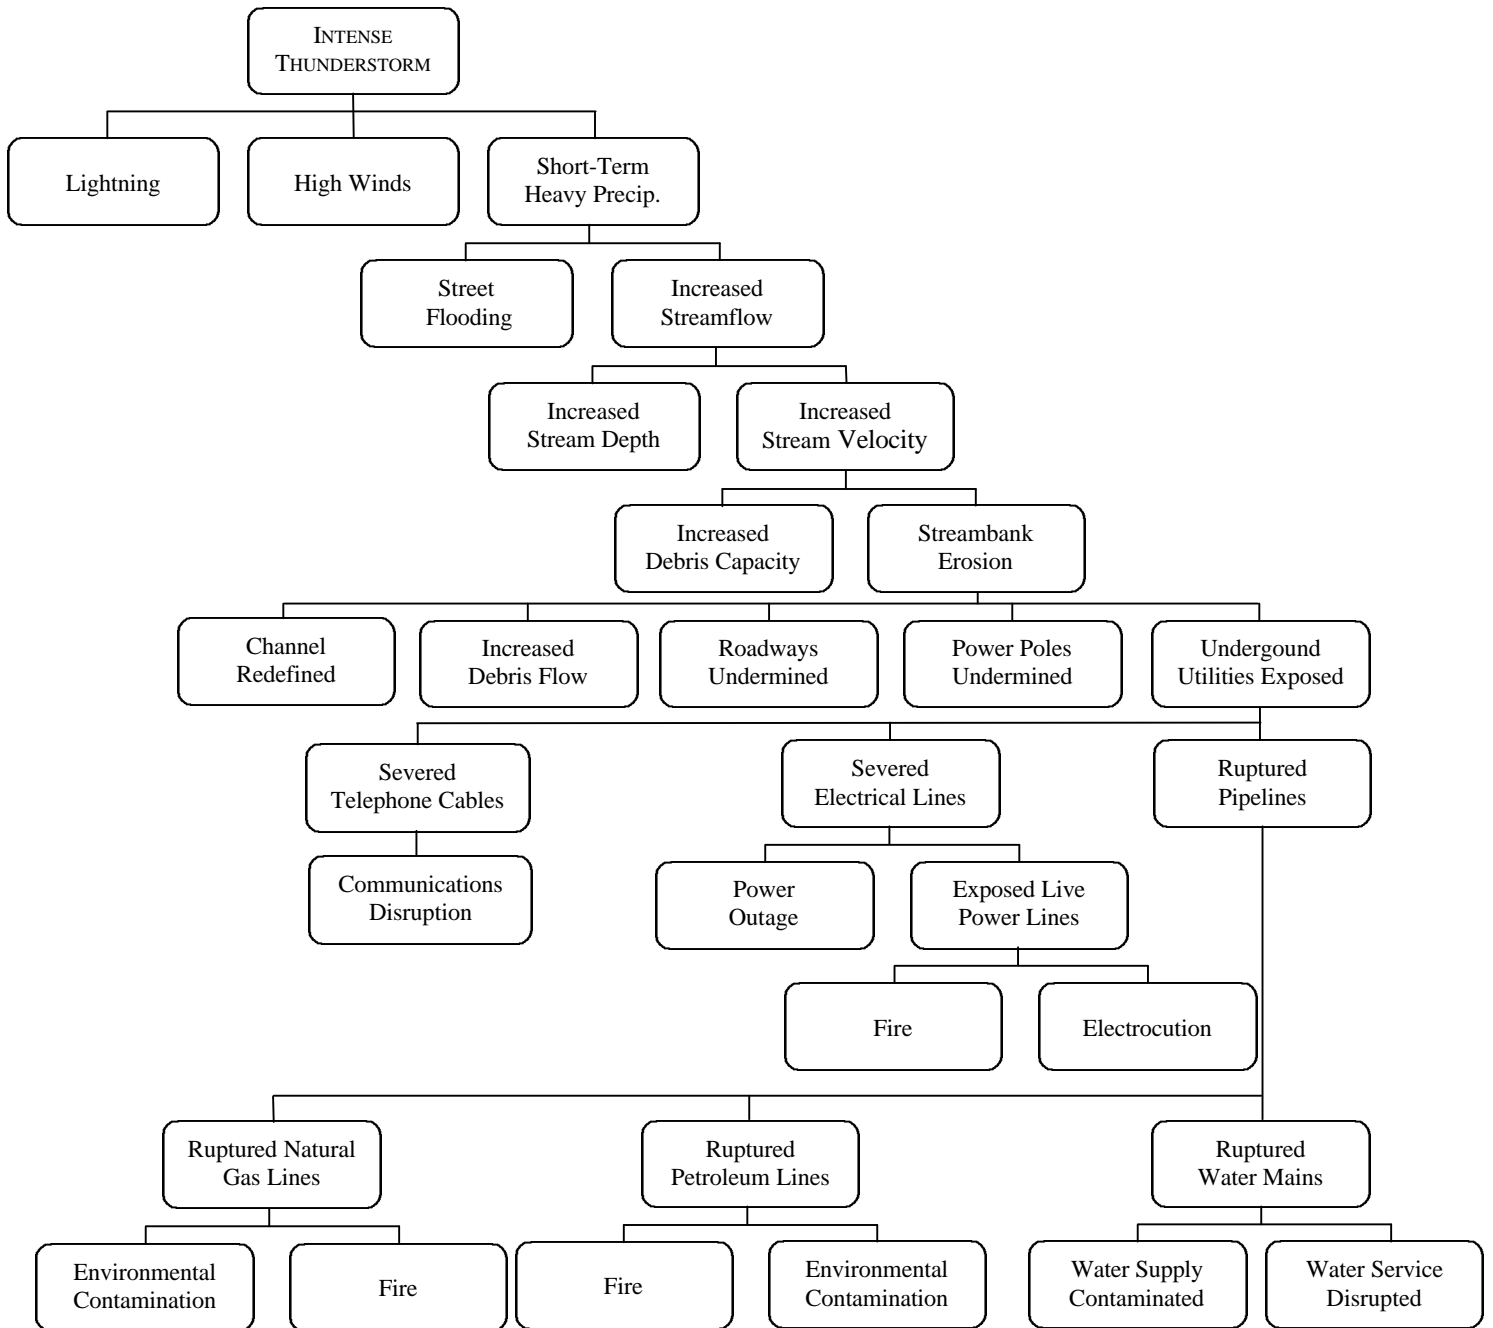 INTENSE
THUNDERSTORM
Lightning
High Winds
Short-Term
Heavy Precip.
Street
Flooding
Increased
Streamflow
Increased
Stream Depth
Increased
Stream Velocity
Increased
Debris Capacity
Streambank
Erosion
Channel
Redefined
Increased
Debris Flow
Roadways
Undermined
Power Poles
Undermined
Undergound
Utilities Exposed
Severed
Telephone Cables
Severed
Electrical Lines
Ruptured
Pipelines
Communications
Disruption
Power
Outage
Exposed Live
Power Lines
Fire
Electrocution
Ruptured Natural
Gas Lines
Ruptured
Petroleum Lines
Ruptured
Water Mains
Environmental
Contamination
Fire
Fire
Environmental
Contamination
Water Supply
Contaminated
Water Service
Disrupted